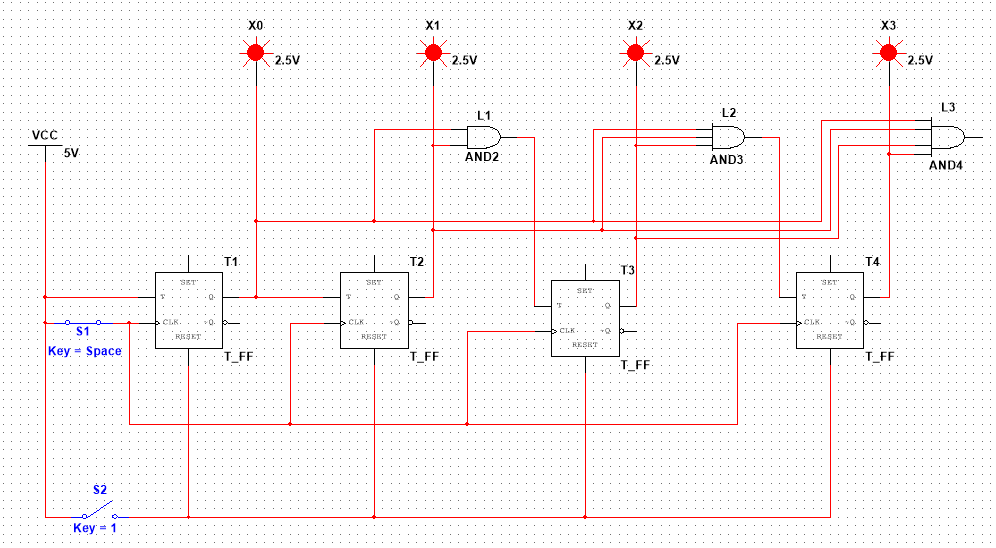 X0 X1 X2 X3
2.5V 2.5V 2.5V 2.5V
L1 L2 L3
VCC
5V
AND2 AND3 AND4
T1 T2 T3 T4
SET SET SET SET
T Q T Q T Q T Q
CLK ~Q CLK ~Q CLK ~Q CLK ~Q
RESET RESET RESET RESET
S1
Key = Space
T_FF T_FF T_FF T_FF
S2
Key = 1